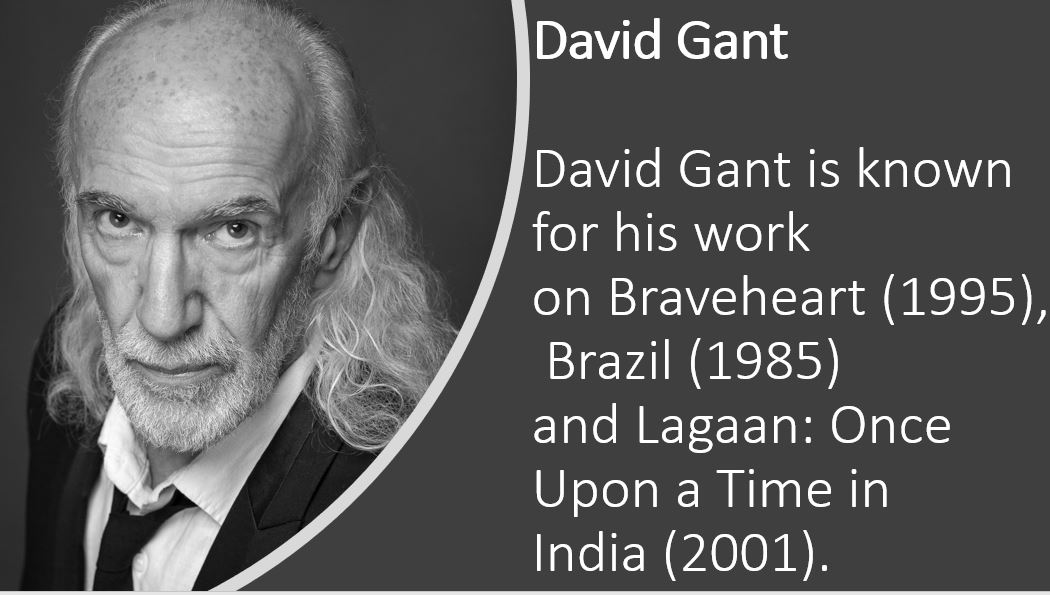 David Gant
David Gant is known
for his work
on Braveheart (1995),
Brazil (1985)
and Lagaan: Once
Upon a Time in
India (2001).